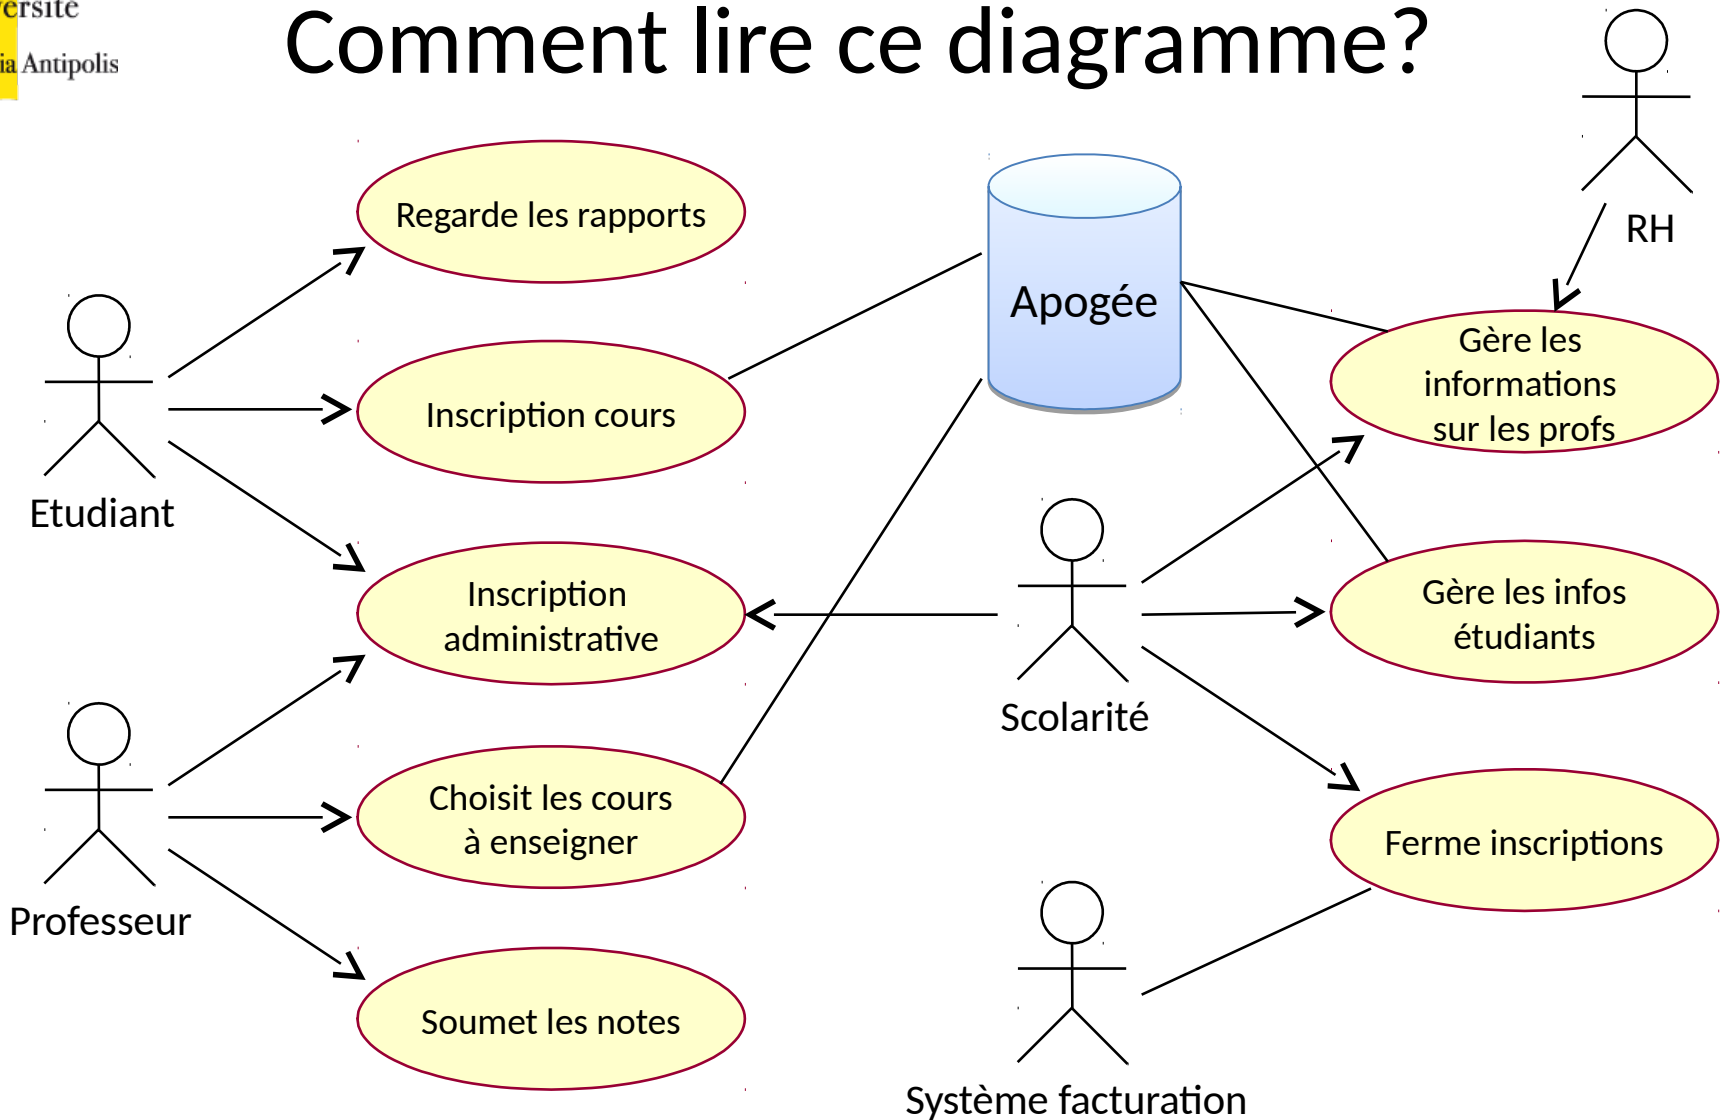 Antipolis
Comment lire ce diagramme?
RH
Regarde les rapports
Apogée
Gère les
informations
sur les profs
Inscription cours
Etudiant
Inscription
administrative
Gère les infos
étudiants
Scolarité
Choisit les cours
à enseigner
Ferme inscriptions
Professeur
Soumet les notes
Système facturation